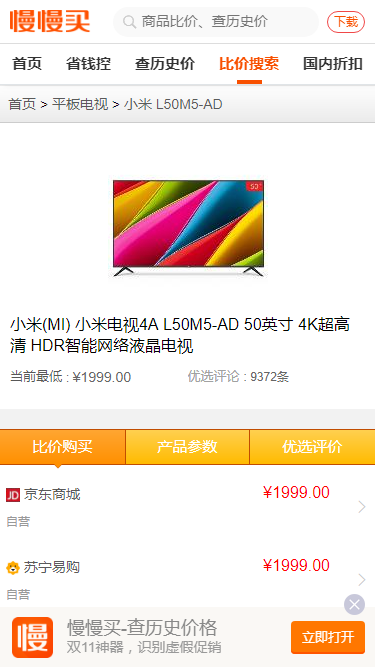 慢慢买
商品比价、查历史价
下载
首页 省钱控 查历史价 比价搜索 国内折扣
首页 > 平板电视 > 小米 L50M5-AD
小米(MI) 小米电视4A L50M5-AD 50英寸 4K超高
清 HDR智能网络液晶电视
当前最低 : ¥1999.00 优选评论 : 9372条
比价购买 产品参数 优选评价
JD 京东商城 ¥1999.00
自营
苏宁易购 ¥1999.00
自营
慢 慢慢买-查历史价格
双11神器，识别虚假促销
立即打开